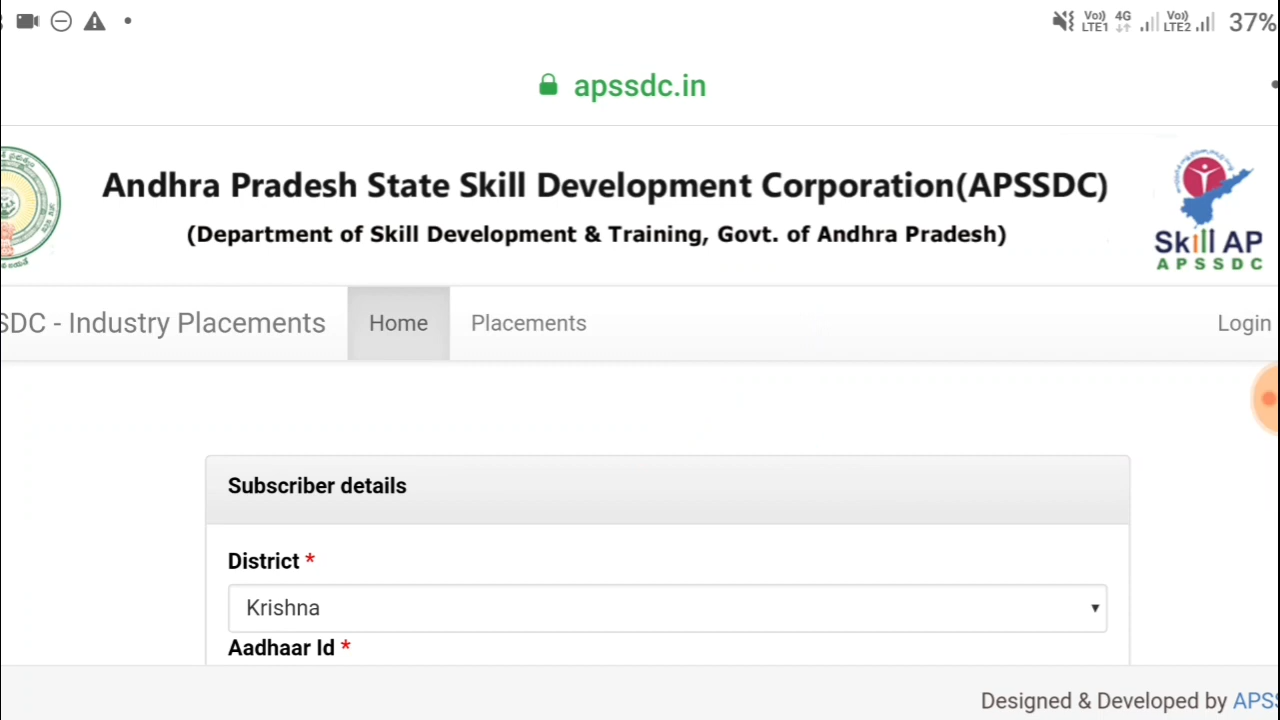 Vo)) 4G Vo))
LTE1 LTE2 37%
apssdc.in
Andhra Pradesh State Skill Development Corporation(APSSDC)
(Department of Skill Development & Training, Govt. of Andhra Pradesh)
Skill AP
APSSDC
SDC - Industry Placements Home Placements Login
Subscriber details
District *
Krishna
Aadhaar Id *
Designed & Developed by APSS